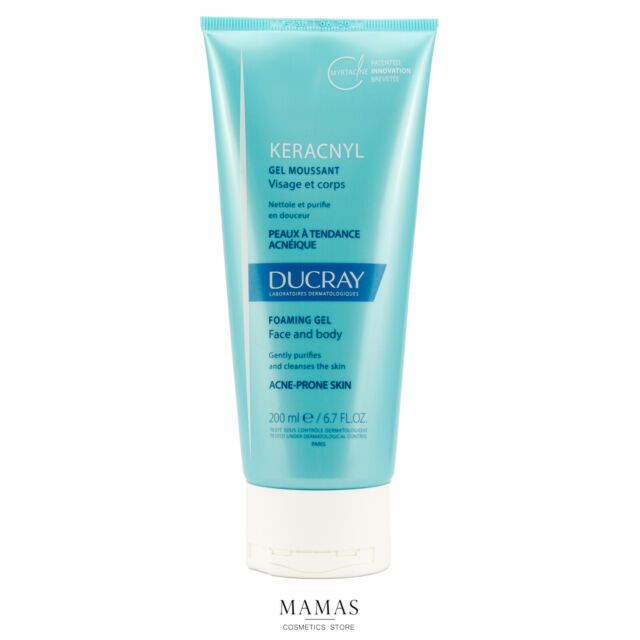 MYRTACINE
PATENTED
INNOVATION
BREVETÉE
KERACNYL
GEL MOUSSANT
Visage et corps
Nettoie et purifie
en douceur
PEAUX À TENDANCE
ACNÉIQUE
DUCRAY
LABORATOIRES DERMATOLOGIQUES
FOAMING GEL
Face and body
Gently purifies
and cleanses the skin
ACNE-PRONE SKIN
200 ml ℮ / 6.7 FL.OZ.
TESTÉ SOUS CONTRÔLE DERMATOLOGIQUE
TESTED UNDER DERMATOLOGICAL CONTROL
PARIS
MAMAS
COSMETICS STORE